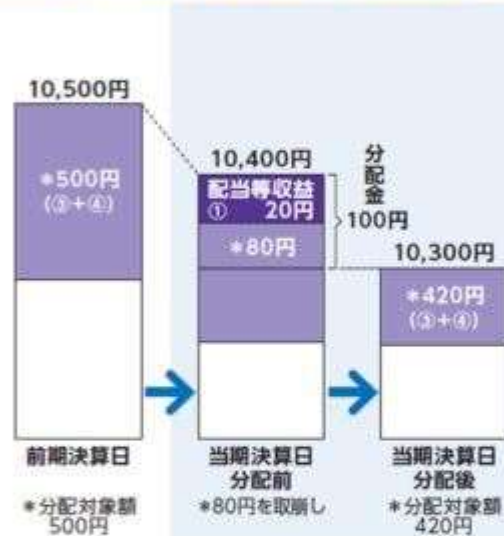 10,500円
*500円
(③+④)
前期決算日
*分配対象額
500円
10,400円
配当等収益
① 20円
*80円
分配金
100円
当期決算日
分配前
*80円を取崩し
10,300円
*420円
(③+④)
当期決算日
分配後
*分配対象額
420円